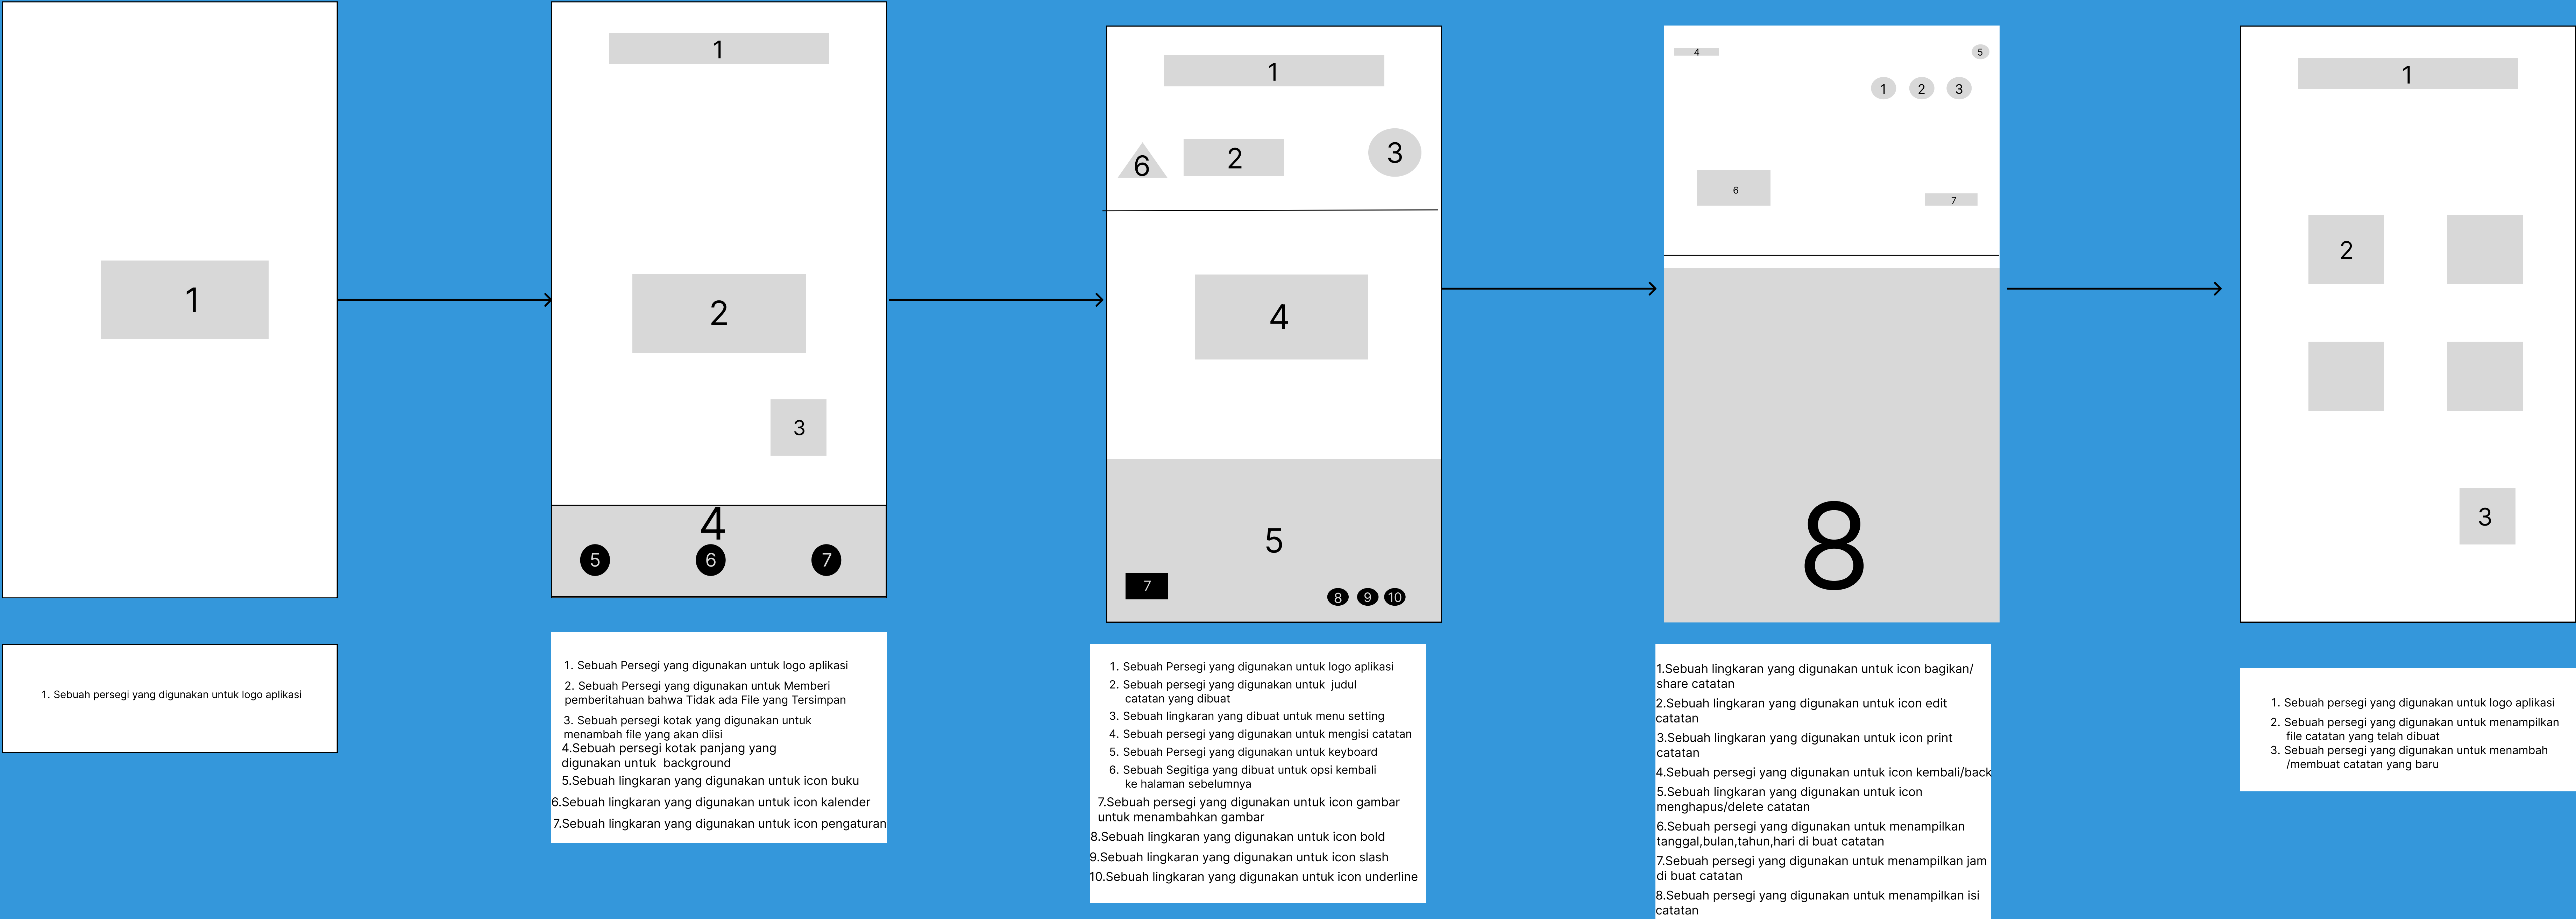 1
1. Sebuah persegi yang digunakan untuk logo aplikasi
1
2
3
4
5
6
7
1. Sebuah Persegi yang digunakan untuk logo aplikasi
2. Sebuah Persegi yang digunakan untuk Memberi
pemberitahuan bahwa Tidak ada File yang Tersimpan
3. Sebuah persegi kotak yang digunakan untuk
menambah file yang akan diisi
4.Sebuah persegi kotak panjang yang
digunakan untuk background
5.Sebuah lingkaran yang digunakan untuk icon buku
6.Sebuah lingkaran yang digunakan untuk icon kalender
7.Sebuah lingkaran yang digunakan untuk icon pengaturan
1
6
2
3
4
5
7
8
9
10
1. Sebuah Persegi yang digunakan untuk logo aplikasi
2. Sebuah persegi yang digunakan untuk judul
catatan yang dibuat
3. Sebuah lingkaran yang dibuat untuk menu setting
4. Sebuah persegi yang digunakan untuk mengisi catatan
5. Sebuah Persegi yang digunakan untuk keyboard
6. Sebuah Segitiga yang dibuat untuk opsi kembali
ke halaman sebelumnya
7.Sebuah persegi yang digunakan untuk icon gambar
untuk menambahkan gambar
8.Sebuah lingkaran yang digunakan untuk icon bold
9.Sebuah lingkaran yang digunakan untuk icon slash
10.Sebuah lingkaran yang digunakan untuk icon underline
4
5
1
2
3
6
7
8
1.Sebuah lingkaran yang digunakan untuk icon bagikan/
share catatan
2.Sebuah lingkaran yang digunakan untuk icon edit
catatan
3.Sebuah lingkaran yang digunakan untuk icon print
catatan
4.Sebuah persegi yang digunakan untuk icon kembali/back
5.Sebuah lingkaran yang digunakan untuk icon
menghapus/delete catatan
6.Sebuah persegi yang digunakan untuk menampilkan
tanggal,bulan,tahun,hari di buat catatan
7.Sebuah persegi yang digunakan untuk menampilkan jam
di buat catatan
8.Sebuah persegi yang digunakan untuk menampilkan isi
catatan
1
2
3
1. Sebuah persegi yang digunakan untuk logo aplikasi
2. Sebuah persegi yang digunakan untuk menampilkan
file catatan yang telah dibuat
3. Sebuah persegi yang digunakan untuk menambah
/membuat catatan yang baru